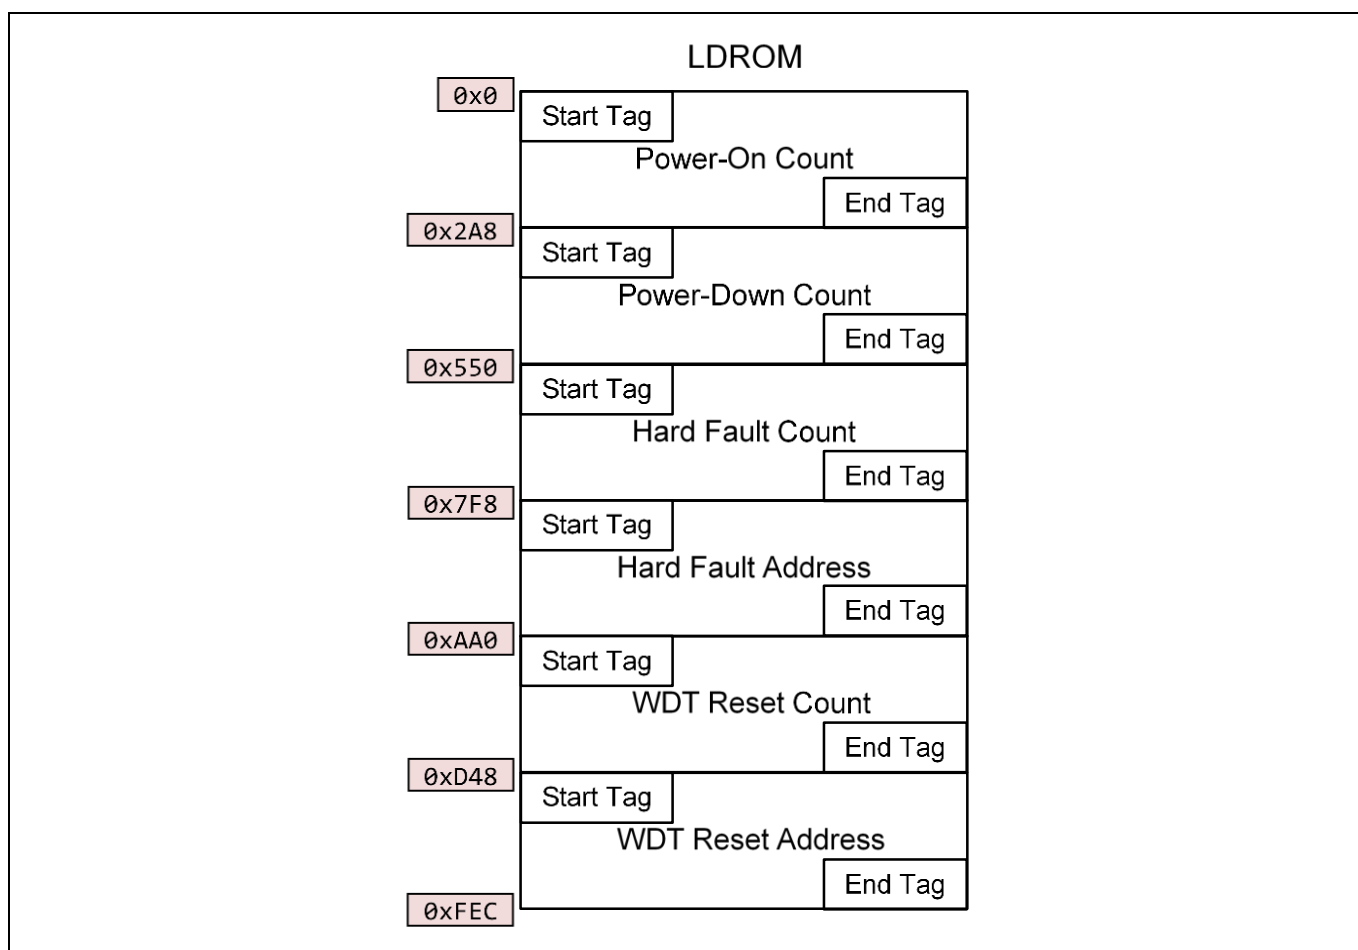 LDROM
0x0
Start Tag
Power-On Count
End Tag
0x2A8
Start Tag
Power-Down Count
End Tag
0x550
Start Tag
Hard Fault Count
End Tag
0x7F8
Start Tag
Hard Fault Address
End Tag
0xAA0
Start Tag
WDT Reset Count
End Tag
0xD48
Start Tag
WDT Reset Address
End Tag
0xFEC